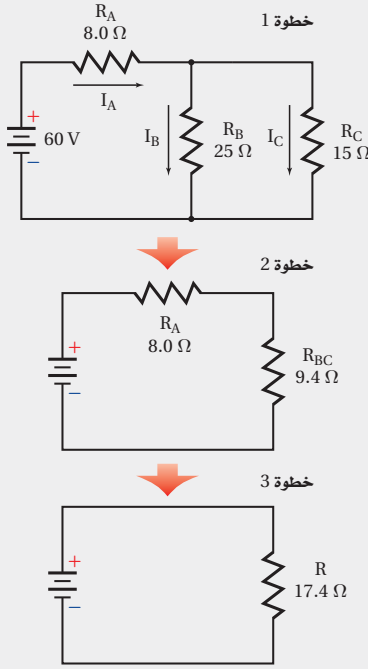 خطوة 1
R_A
8.0 Ω
I_A
+
60 V
−
I_B
R_B
25 Ω
I_C
R_C
15 Ω
خطوة 2
R_A
8.0 Ω
+
−
R_BC
9.4 Ω
خطوة 3
+
−
R
17.4 Ω